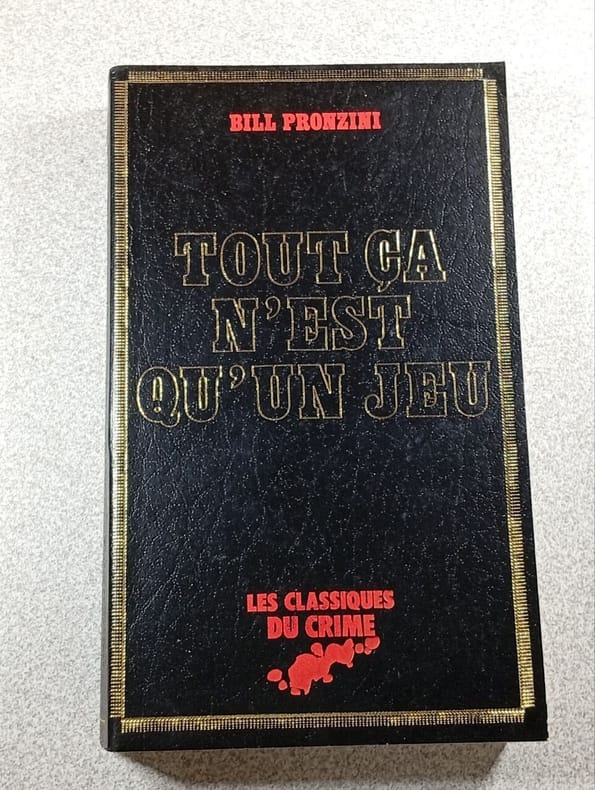 BILL PRONZINI
TOUT ÇA
N'EST
QU'UN JEU
LES CLASSIQUES
DU CRIME